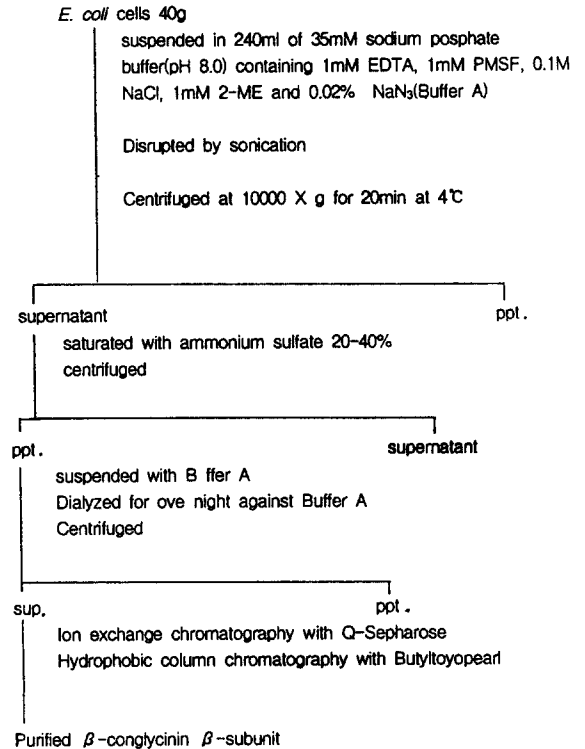 E. coli cells 40g
suspended in 240ml of 35mM sodium posphate
buffer(pH 8.0) containing 1mM EDTA, 1mM PMSF, 0.1M
NaCl, 1mM 2-ME and 0.02% NaN₃(Buffer A)
Disrupted by sonication
Centrifuged at 10000 X g for 20min at 4℃
supernatant
ppt.
saturated with ammonium sulfate 20-40%
centrifuged
ppt.
supernatant
suspended with B ffer A
Dialyzed for ove night against Buffer A
Centrifuged
sup.
ppt.
Ion exchange chromatography with Q-Sepharose
Hydrophobic column chromatography with Butyltoyopearl
Purified β-conglycinin β-subunit